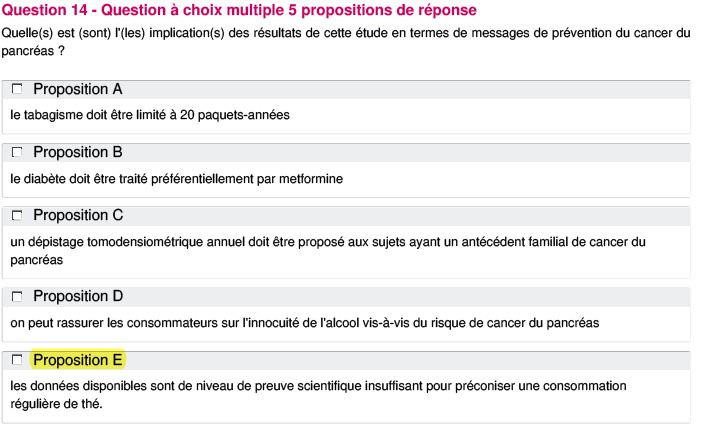 Question 14 - Question à choix multiple 5 propositions de réponse
Quelle(s) est (sont) l'(les) implication(s) des résultats de cette étude en termes de messages de prévention du cancer du
pancréas ?
Proposition A
le tabagisme doit être limité à 20 paquets-années
Proposition B
le diabète doit être traité préférentiellement par metformine
Proposition C
un dépistage tomodensiométrique annuel doit être proposé aux sujets ayant un antécédent familial de cancer du
pancréas
Proposition D
on peut rassurer les consommateurs sur l'innocuité de l'alcool vis-à-vis du risque de cancer du pancréas
Proposition E
les données disponibles sont de niveau de preuve scientifique insuffisant pour préconiser une consommation
régulière de thé.